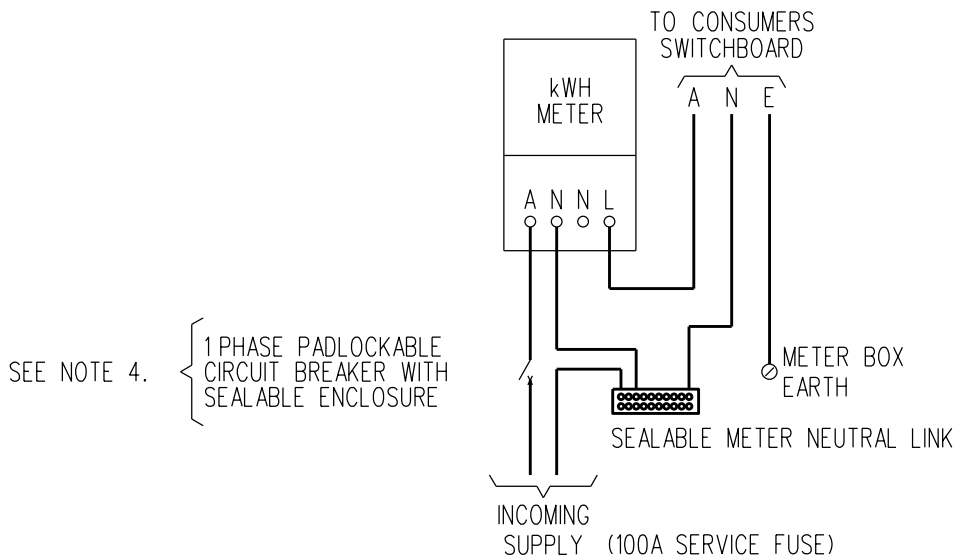 TO CONSUMERS
SWITCHBOARD
A N E
kWH
METER
A N N L
SEE NOTE 4.
1 PHASE PADLOCKABLE
CIRCUIT BREAKER WITH
SEALABLE ENCLOSURE
METER BOX
EARTH
SEALABLE METER NEUTRAL LINK
INCOMING
SUPPLY (100A SERVICE FUSE)